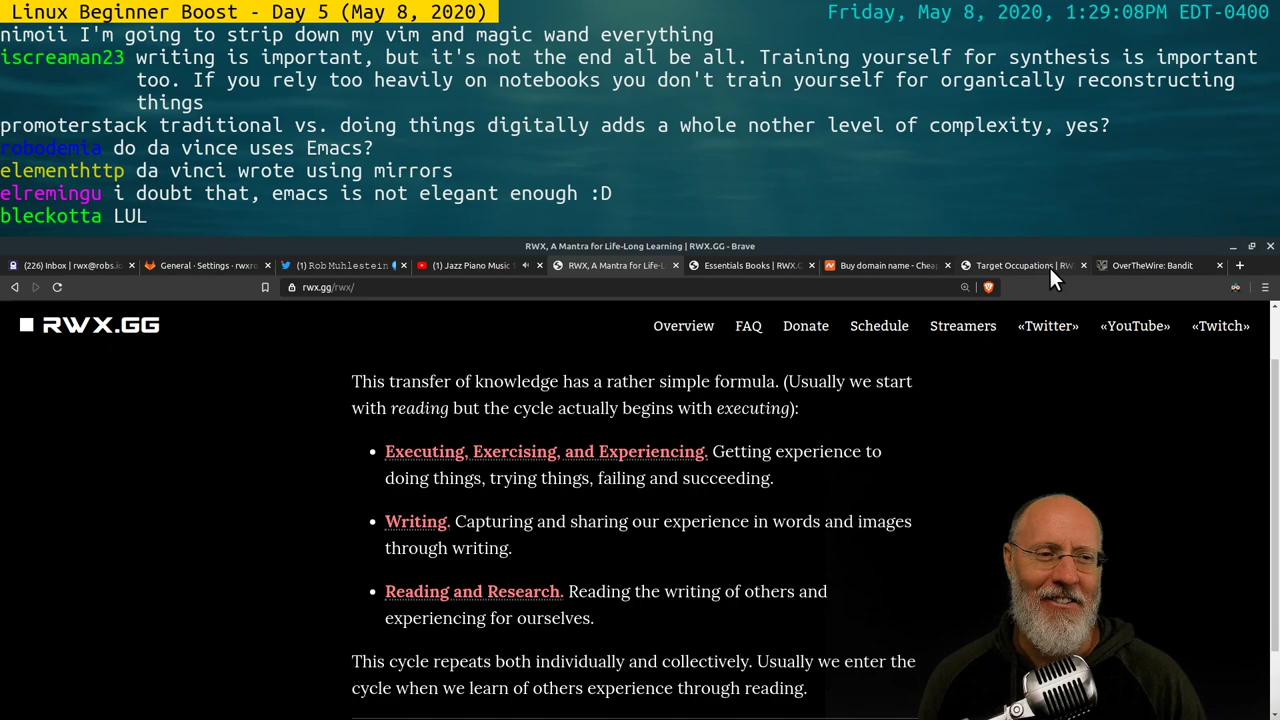 Linux Beginner Boost - Day 5 (May 8, 2020)
Friday, May 8, 2020, 1:29:08PM EDT-0400
nimoii I'm going to strip down my vim and magic wand everything
iscreaman23 writing is important, but it's not the end all be all. Training yourself for synthesis is important
too. If you rely too heavily on notebooks you don't train yourself for organically reconstructing
things
promoterstack traditional vs. doing things digitally adds a whole nother level of complexity, yes?
robodemia do da vince uses Emacs?
elementhttp da vinci wrote using mirrors
elremingu i doubt that, emacs is not elegant enough :D
bleckotta LUL
RWX, A Mantra for Life-Long Learning | RWX.GG - Brave
(226) Inbox | rwx@robs.io
General · Settings · rwxro
(1) Rob Muhlestein
(1) Jazz Piano Music
RWX, A Mantra for Life-L
Essentials Books | RWX.G
Buy domain name - Cheap
Target Occupations | RW
OverTheWire: Bandit
rwx.gg/rwx/
RWX.GG
Overview FAQ Donate Schedule Streamers «Twitter» «YouTube» «Twitch»
This transfer of knowledge has a rather simple formula. (Usually we start
with reading but the cycle actually begins with executing):
• Executing, Exercising, and Experiencing. Getting experience to
doing things, trying things, failing and succeeding.
• Writing. Capturing and sharing our experience in words and images
through writing.
• Reading and Research. Reading the writing of others and
experiencing for ourselves.
This cycle repeats both individually and collectively. Usually we enter the
cycle when we learn of others experience through reading.